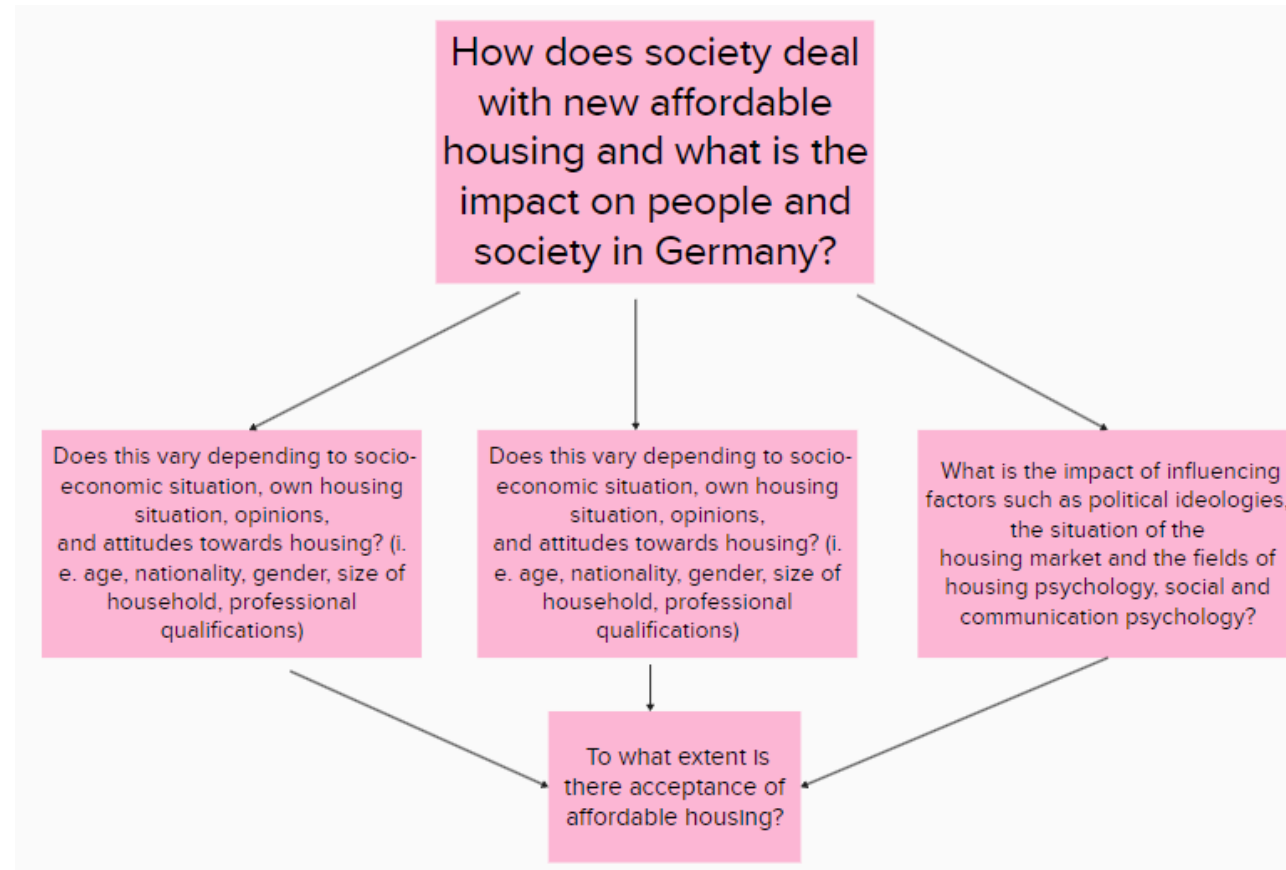 How does society deal
with new affordable
housing and what is the
impact on people and
society in Germany?
Does this vary depending to socio-
economic situation, own housing
situation, opinions,
and attitudes towards housing? (i.
e. age, nationality, gender, size of
household, professional
qualifications)
Does this vary depending to socio-
economic situation, own housing
situation, opinions,
and attitudes towards housing? (i.
e. age, nationality, gender, size of
household, professional
qualifications)
What is the impact of influencing
factors such as political ideologies,
the situation of the
housing market and the fields of
housing psychology, social and
communication psychology?
To what extent is
there acceptance of
affordable housing?